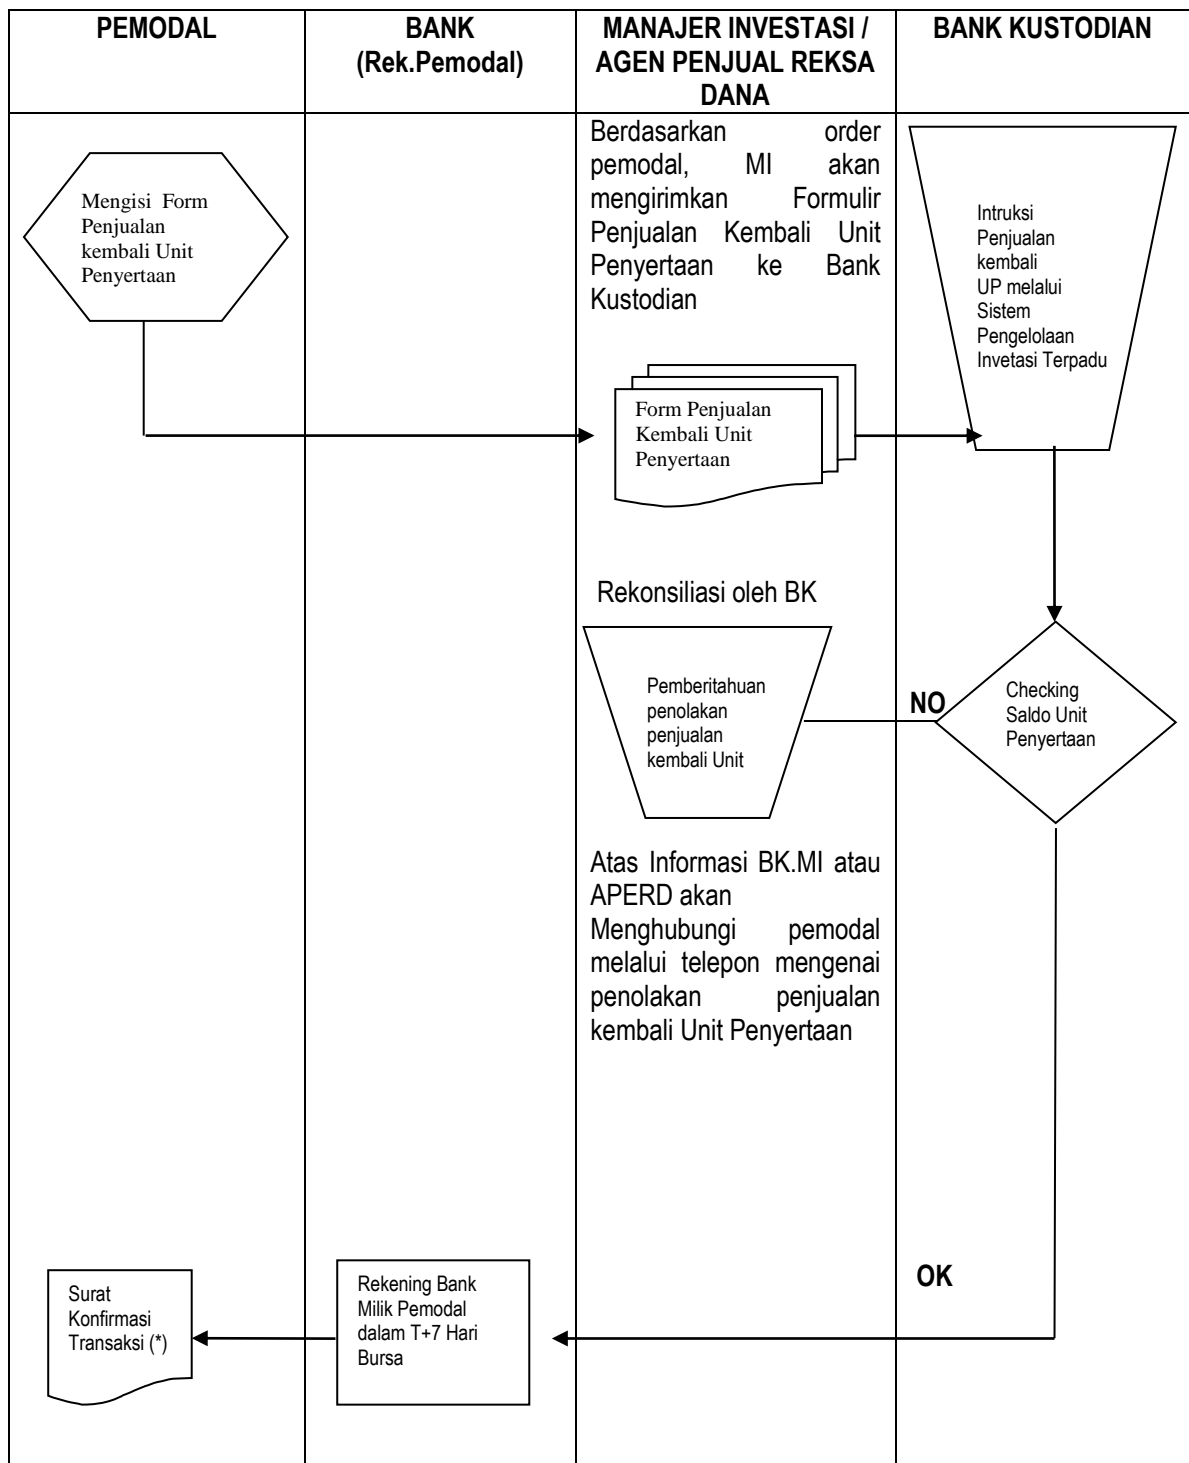 PEMODAL
BANK
(Rek.Pemodal)
MANAJER INVESTASI /
AGEN PENJUAL REKSA
DANA
BANK KUSTODIAN
Mengisi Form
Penjualan
kembali Unit
Penyertaan
Berdasarkan order
pemodal, MI akan
mengirimkan Formulir
Penjualan Kembali Unit
Penyertaan ke Bank
Kustodian
Intruksi
Penjualan
kembali
UP melalui
Sistem
Pengelolaan
Invetasi Terpadu
Form Penjualan
Kembali Unit
Penyertaan
Rekonsiliasi oleh BK
Pemberitahuan
penolakan
penjualan
kembali Unit
NO
Checking
Saldo Unit
Penyertaan
Atas Informasi BK.MI atau
APERD akan
Menghubungi pemodal
melalui telepon mengenai
penolakan penjualan
kembali Unit Penyertaan
OK
Surat
Konfirmasi
Transaksi (*)
Rekening Bank
Milik Pemodal
dalam T+7 Hari
Bursa